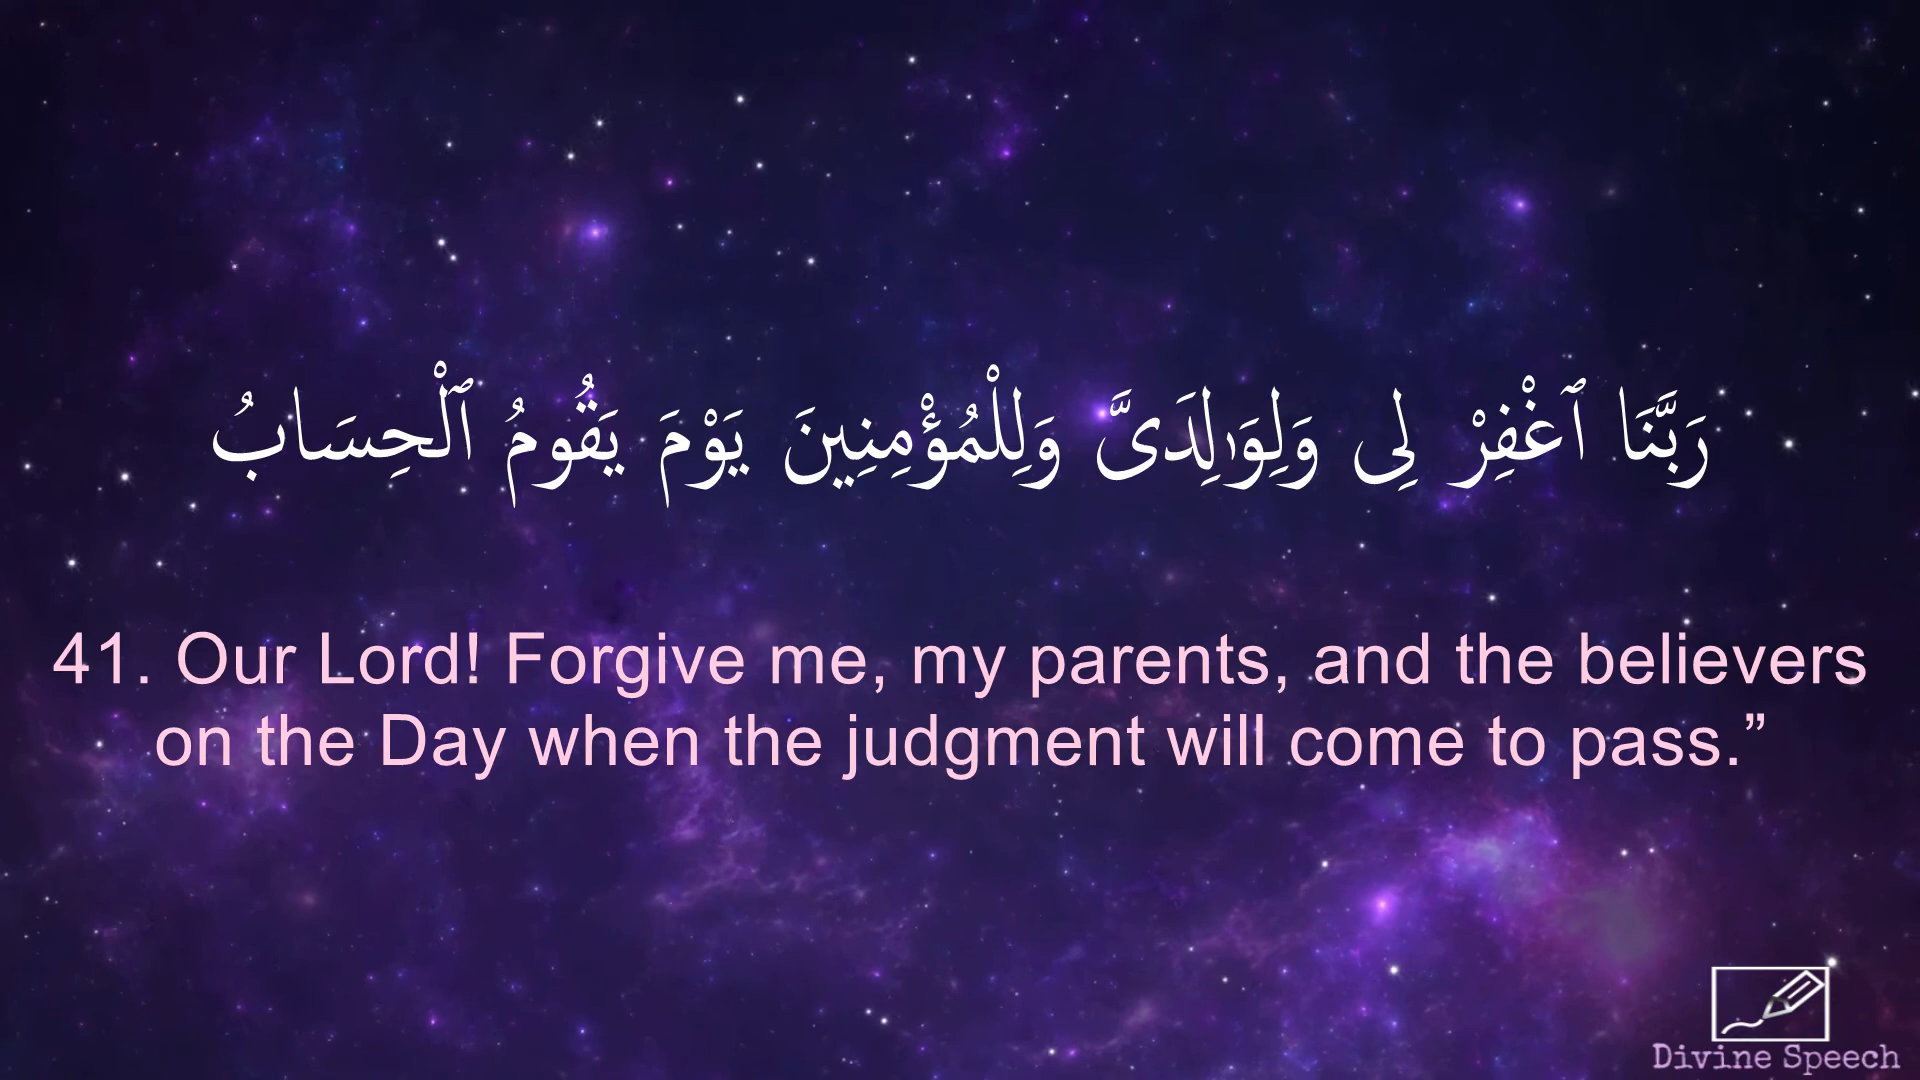 رَبَّنَا ٱغْفِرْ لِى وَلِوَٰلِدَىَّ وَلِلْمُؤْمِنِينَ يَوْمَ يَقُومُ ٱلْحِسَابُ
41. Our Lord! Forgive me, my parents, and the believers
on the Day when the judgment will come to pass.”
Divine Speech